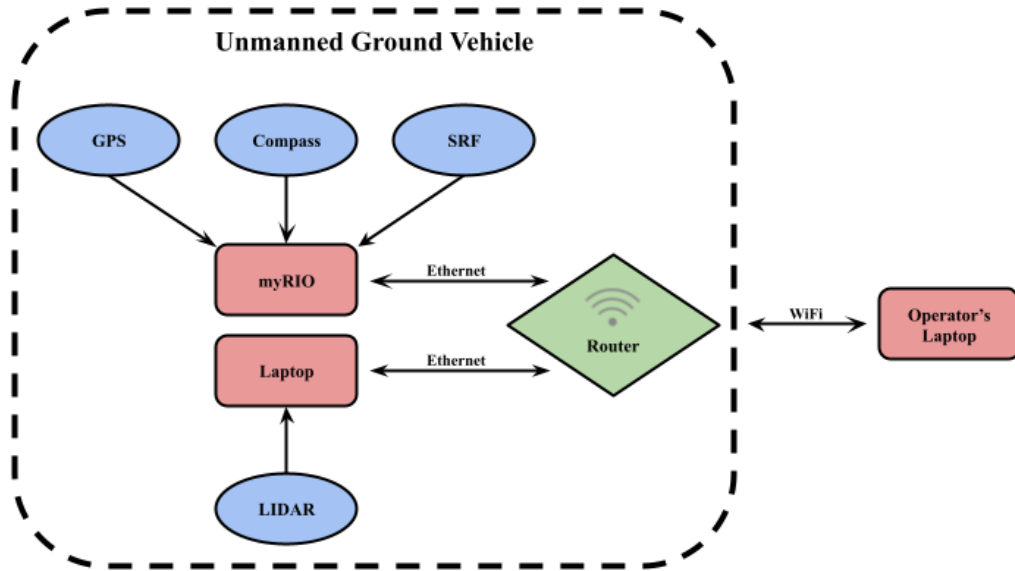 Unmanned Ground Vehicle
GPS
Compass
SRF
myRIO
Ethernet
Router
WiFi
Operator's
Laptop
Laptop
Ethernet
LIDAR